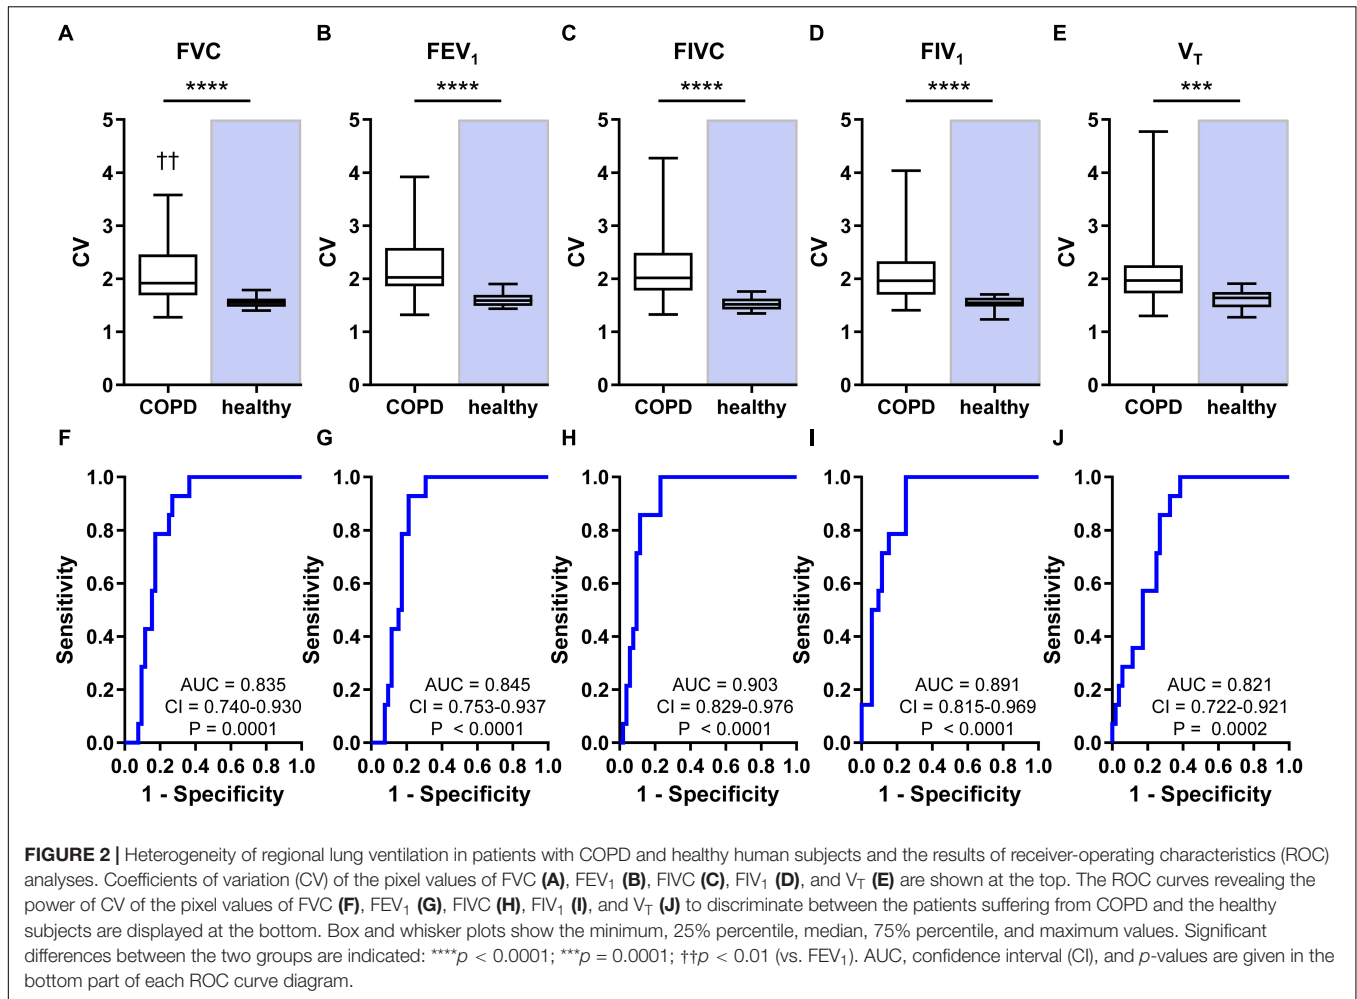 A B C D E
FVC FEV₁ FIVC FIV₁ V_T
**** **** **** **** ***
5 5 5 5 5
††
4 4 4 4 4
3 3 3 3 3
CV CV CV CV CV
2 2 2 2 2
1 1 1 1 1
0 0 0 0 0
COPD healthy COPD healthy COPD healthy COPD healthy COPD healthy
F G H I J
1.0 1.0 1.0 1.0 1.0
0.8 0.8 0.8 0.8 0.8
0.6 0.6 0.6 0.6 0.6
Sensitivity Sensitivity Sensitivity Sensitivity Sensitivity
0.4 0.4 0.4 0.4 0.4
0.2 0.2 0.2 0.2 0.2
AUC = 0.835 AUC = 0.845 AUC = 0.903 AUC = 0.891 AUC = 0.821
CI = 0.740-0.930 CI = 0.753-0.937 CI = 0.829-0.976 CI = 0.815-0.969 CI = 0.722-0.921
P = 0.0001 P < 0.0001 P < 0.0001 P < 0.0001 P = 0.0002
0.0 0.0 0.0 0.0 0.0
0.0 0.2 0.4 0.6 0.8 1.0 0.0 0.2 0.4 0.6 0.8 1.0 0.0 0.2 0.4 0.6 0.8 1.0 0.0 0.2 0.4 0.6 0.8 1.0 0.0 0.2 0.4 0.6 0.8 1.0
1 - Specificity 1 - Specificity 1 - Specificity 1 - Specificity 1 - Specificity
FIGURE 2 | Heterogeneity of regional lung ventilation in patients with COPD and healthy human subjects and the results of receiver-operating characteristics (ROC)
analyses. Coefficients of variation (CV) of the pixel values of FVC (A), FEV₁ (B), FIVC (C), FIV₁ (D), and V_T (E) are shown at the top. The ROC curves revealing the
power of CV of the pixel values of FVC (F), FEV₁ (G), FIVC (H), FIV₁ (I), and V_T (J) to discriminate between the patients suffering from COPD and the healthy
subjects are displayed at the bottom. Box and whisker plots show the minimum, 25% percentile, median, 75% percentile, and maximum values. Significant
differences between the two groups are indicated: ****p < 0.0001; ***p = 0.0001; ††p < 0.01 (vs. FEV₁). AUC, confidence interval (CI), and p-values are given in the
bottom part of each ROC curve diagram.